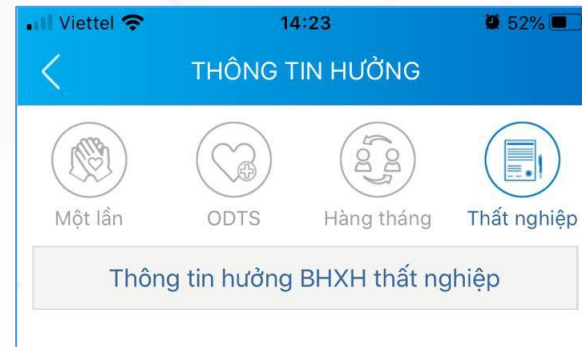 Viettel 14:23 52%
THÔNG TIN HƯỞNG
Một lần ODTS Hàng tháng Thất nghiệp
Thông tin hưởng BHXH thất nghiệp